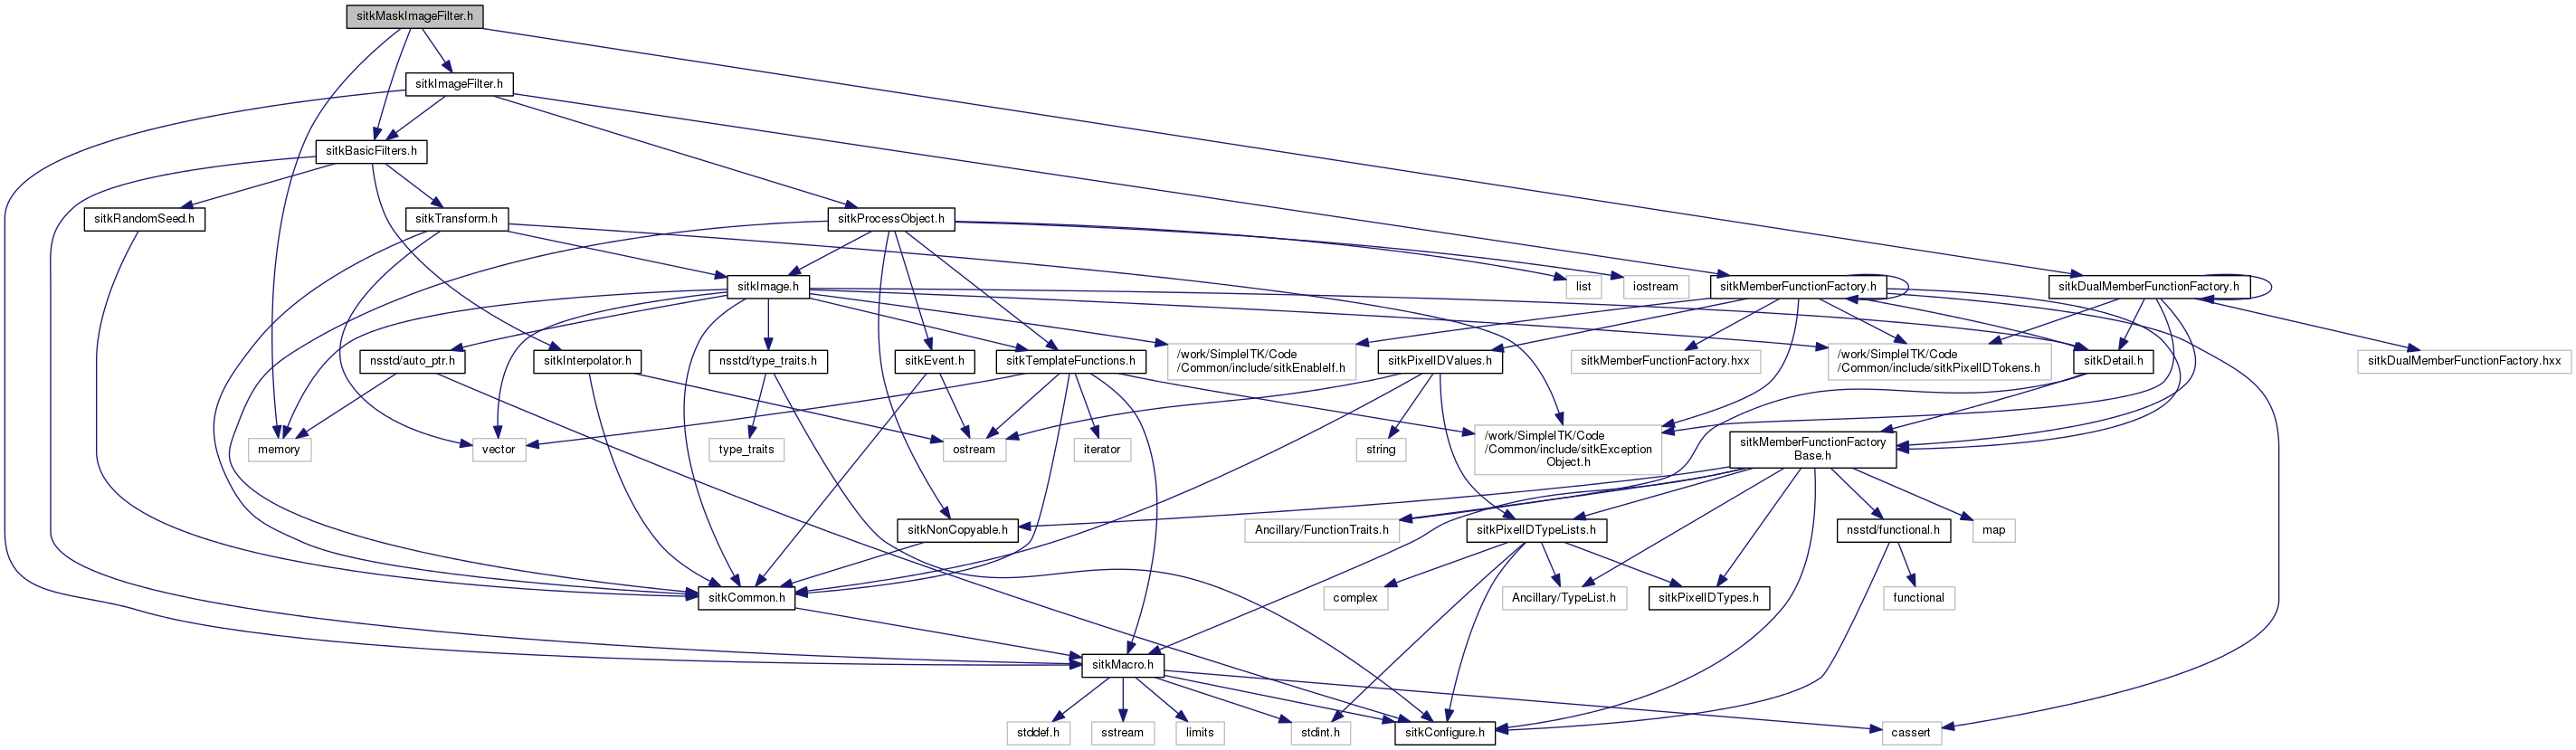 sitkMaskImageFilter.h
sitkImageFilter.h
sitkBasicFilters.h
sitkRandomSeed.h
sitkTransform.h
sitkProcessObject.h
sitkImage.h
list
iostream
sitkMemberFunctionFactory.h
sitkDualMemberFunctionFactory.h
nsstd/auto_ptr.h
sitkInterpolator.h
nsstd/type_traits.h
sitkEvent.h
sitkTemplateFunctions.h
/work/SimpleITK/Code
/Common/include/sitkEnableIf.h
sitkPixelIDValues.h
sitkMemberFunctionFactory.hxx
/work/SimpleITK/Code
/Common/include/sitkPixelIDTokens.h
sitkDetail.h
sitkDualMemberFunctionFactory.hxx
memory
vector
type_traits
ostream
iterator
string
/work/SimpleITK/Code
/Common/include/sitkException
Object.h
sitkMemberFunctionFactory
Base.h
sitkNonCopyable.h
Ancillary/FunctionTraits.h
sitkPixelIDTypeLists.h
nsstd/functional.h
map
sitkCommon.h
complex
Ancillary/TypeList.h
sitkPixelIDTypes.h
functional
sitkMacro.h
stddef.h
sstream
limits
stdint.h
sitkConfigure.h
cassert